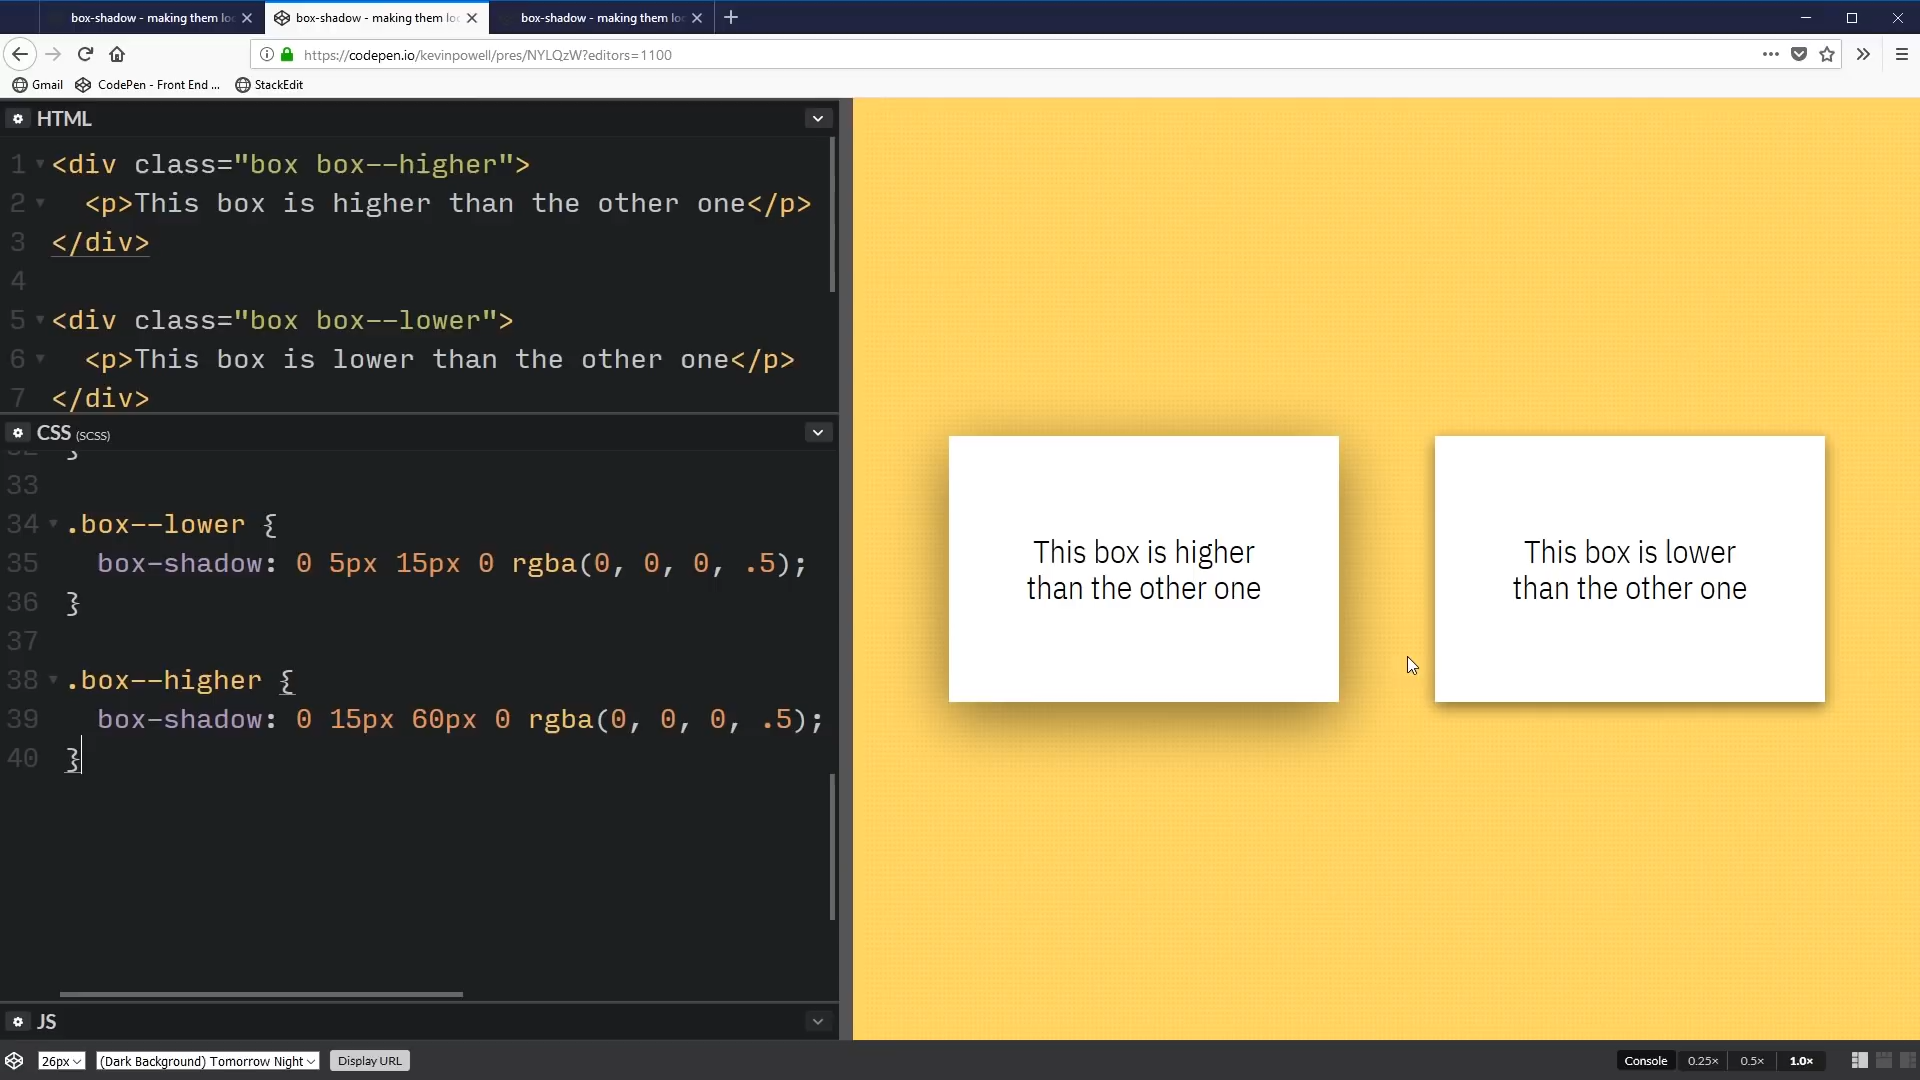 box-shadow - making them loo
box-shadow - making them loo
box-shadow - making them loo
https://codepen.io/kevinpowell/pres/NYLQzW?editors=1100
Gmail
CodePen - Front End ...
StackEdit
HTML
1 <div class="box box--higher">
2 <p>This box is higher than the other one</p>
3 </div>
4
5 <div class="box box--lower">
6 <p>This box is lower than the other one</p>
7 </div>
CSS (SCSS)
32 }
33
34 .box--lower {
35 box-shadow: 0 5px 15px 0 rgba(0, 0, 0, .5);
36 }
37
38 .box--higher {
39 box-shadow: 0 15px 60px 0 rgba(0, 0, 0, .5);
40 }
JS
This box is higher
than the other one
This box is lower
than the other one
26px
(Dark Background) Tomorrow Night
Display URL
Console
0.25×
0.5×
1.0×